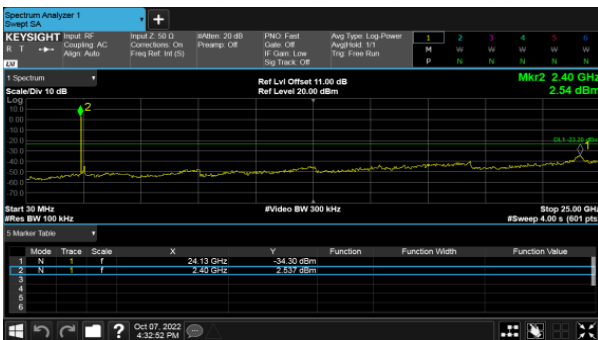 Spectrum Analyzer 1
Swept SA
+
KEYSIGHT Input: RF Input Z: 50 Ω #Atten: 20 dB PNO: Fast Avg Type: Log-Power 1 2 3 4 5 6
R T Coupling: AC Corrections: On Preamp: Off Gate: Off Avg|Hold: 1/1 M W W W W W
Align: Auto Freq Ref: Int (S) IF Gain: Low Trig: Free Run P N N N N N
LXI Sig Track: Off
1 Spectrum Ref Lvl Offset 11.00 dB Mkr2 2.40 GHz
Scale/Div 10 dB Ref Level 20.00 dBm 2.54 dBm
Log
10.0
0.00
-10.0
-20.0
-30.0
-40.0
-50.0
-60.0
-70.0
2
DL1 -23.20 dBm
1
Start 30 MHz #Video BW 300 kHz Stop 25.00 GHz
#Res BW 100 kHz #Sweep 4.00 s (601 pts
5 Marker Table
Mode Trace Scale X Y Function Function Width Function Value
1 N 1 f 24.13 GHz -34.30 dBm
2 N 1 f 2.40 GHz 2.537 dBm
3
4
5
6
? Oct 07, 2022
4:32:52 PM